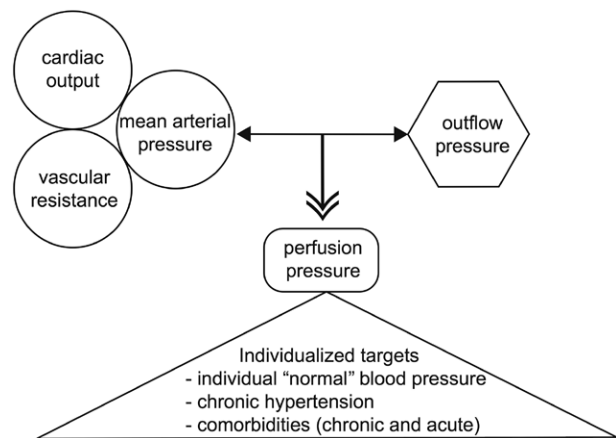 cardiac
output
mean arterial
pressure
vascular
resistance
outflow
pressure
perfusion
pressure
Individualized targets
- individual “normal” blood pressure
- chronic hypertension
- comorbidities (chronic and acute)